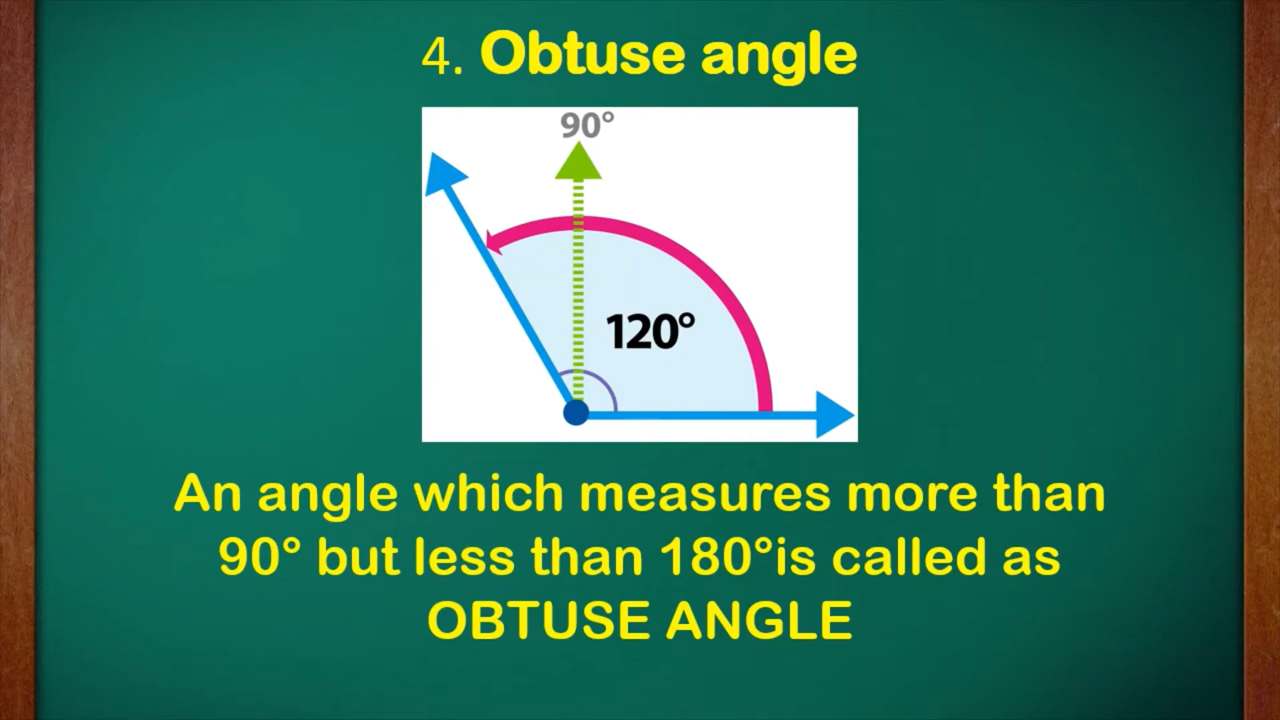 4. Obtuse angle
90°
120°
An angle which measures more than
90° but less than 180°is called as
OBTUSE ANGLE